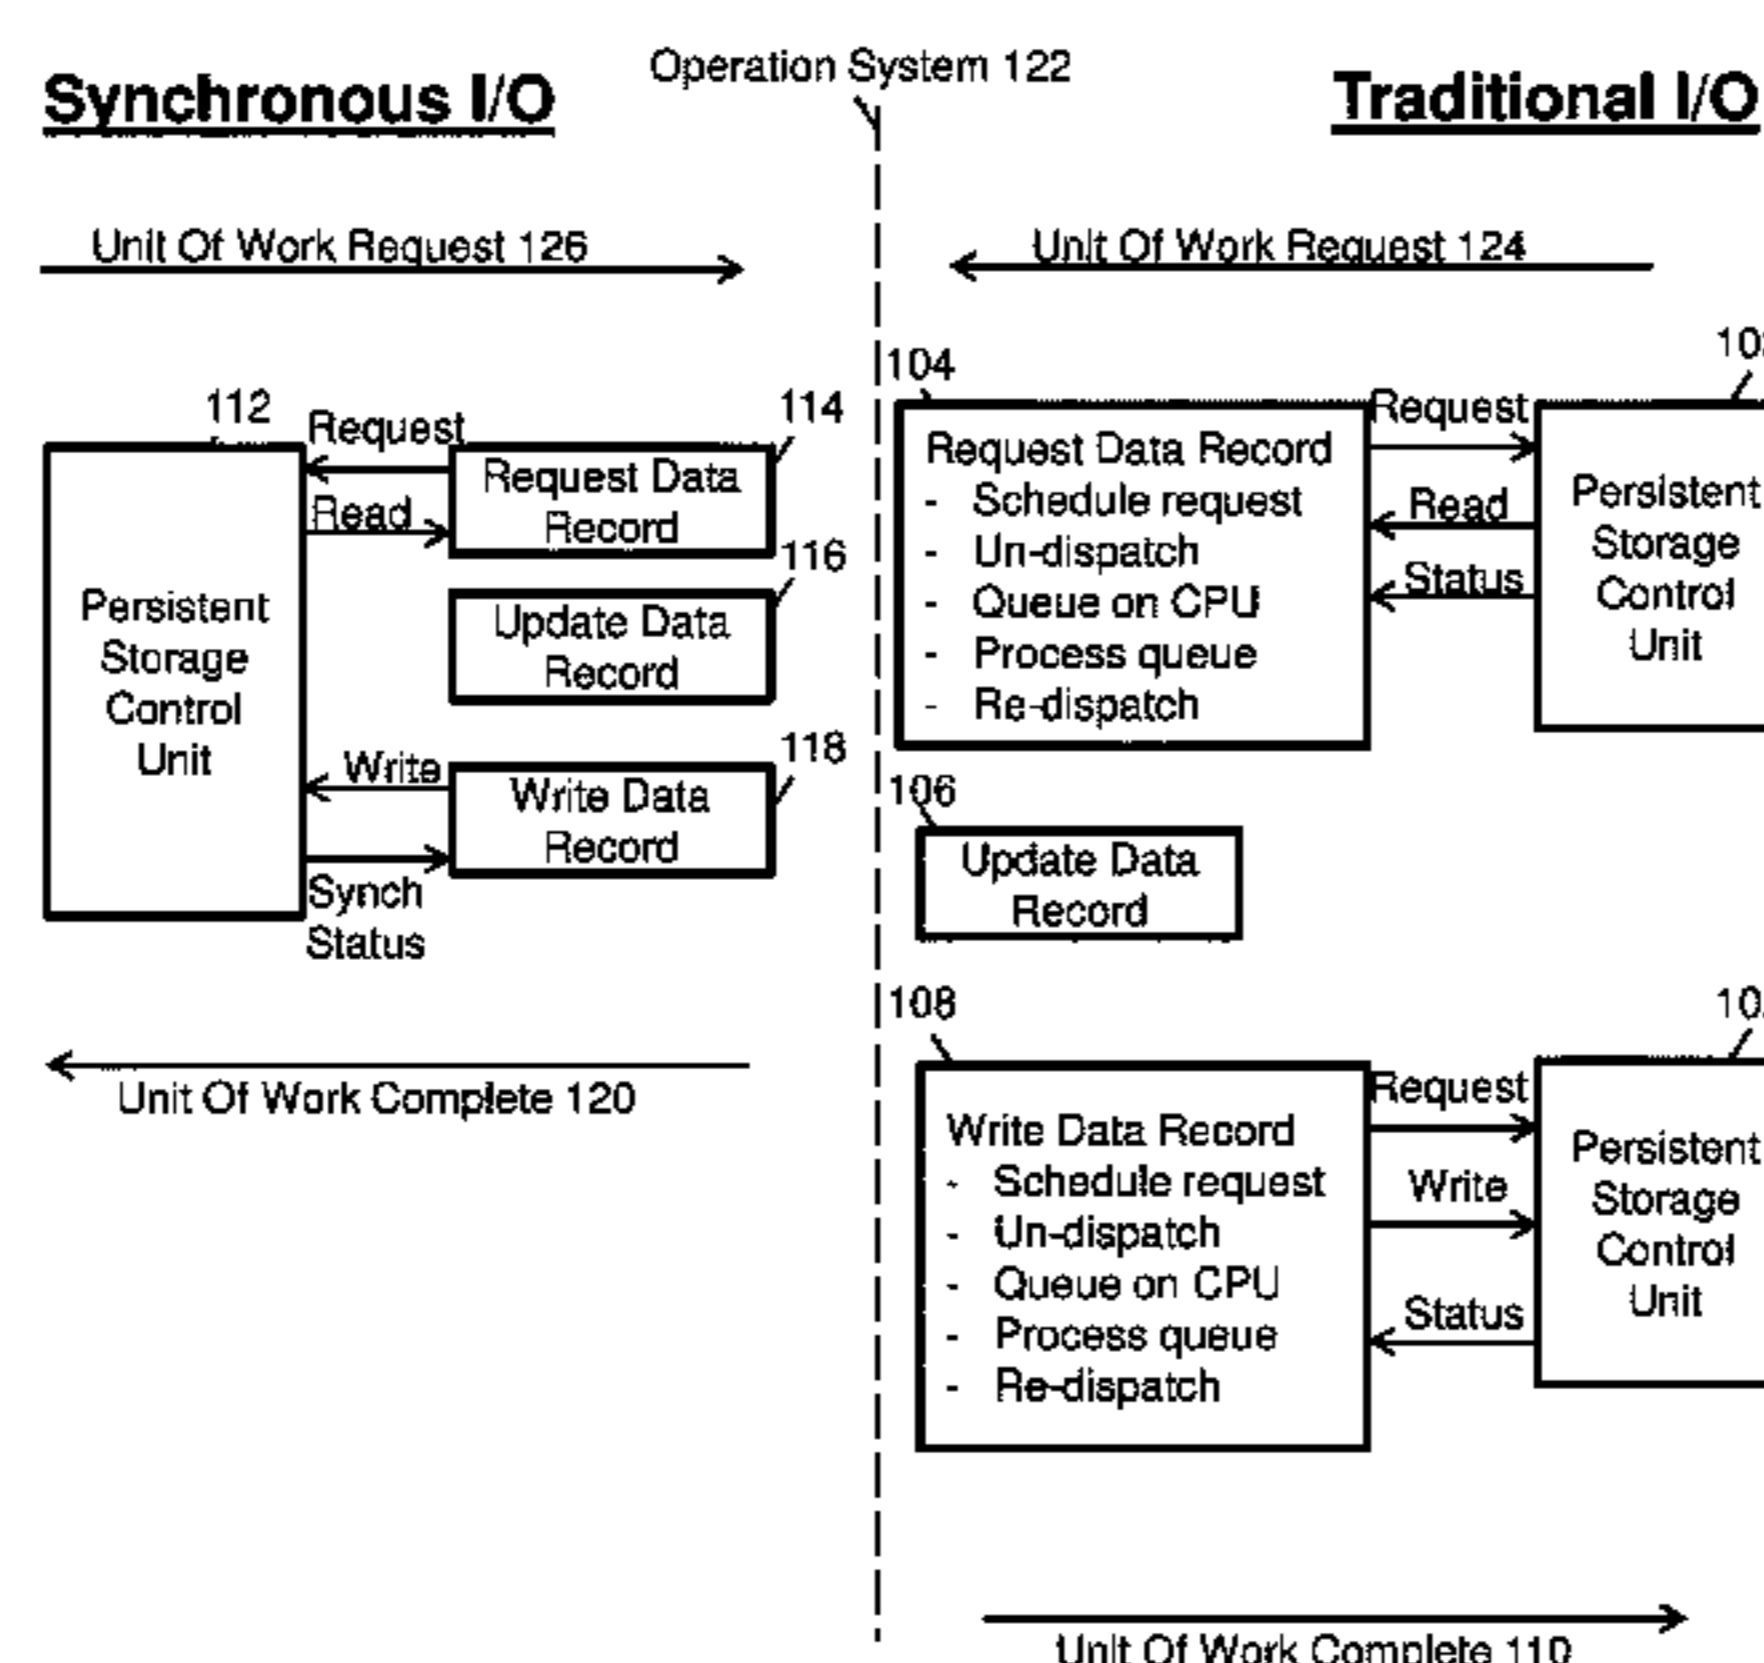 Operation System 122
Synchronous I/O
Unit Of Work Request 126
112
Request
Read
114
Request Data
Record
116
Update Data
Record
Persistent
Storage
Control
Unit
118
Write
Write Data
Record
Synch
Status
Unit Of Work Complete 120
Traditional I/O
Unit Of Work Request 124
104
Request Data Record
- Schedule request
- Un-dispatch
- Queue on CPU
- Process queue
- Re-dispatch
Request
Read
Status
Persistent
Storage
Control
Unit
106
Update Data
Record
108
Write Data Record
- Schedule request
- Un-dispatch
- Queue on CPU
- Process queue
- Re-dispatch
Request
Write
Status
Persistent
Storage
Control
Unit
Unit Of Work Complete 110